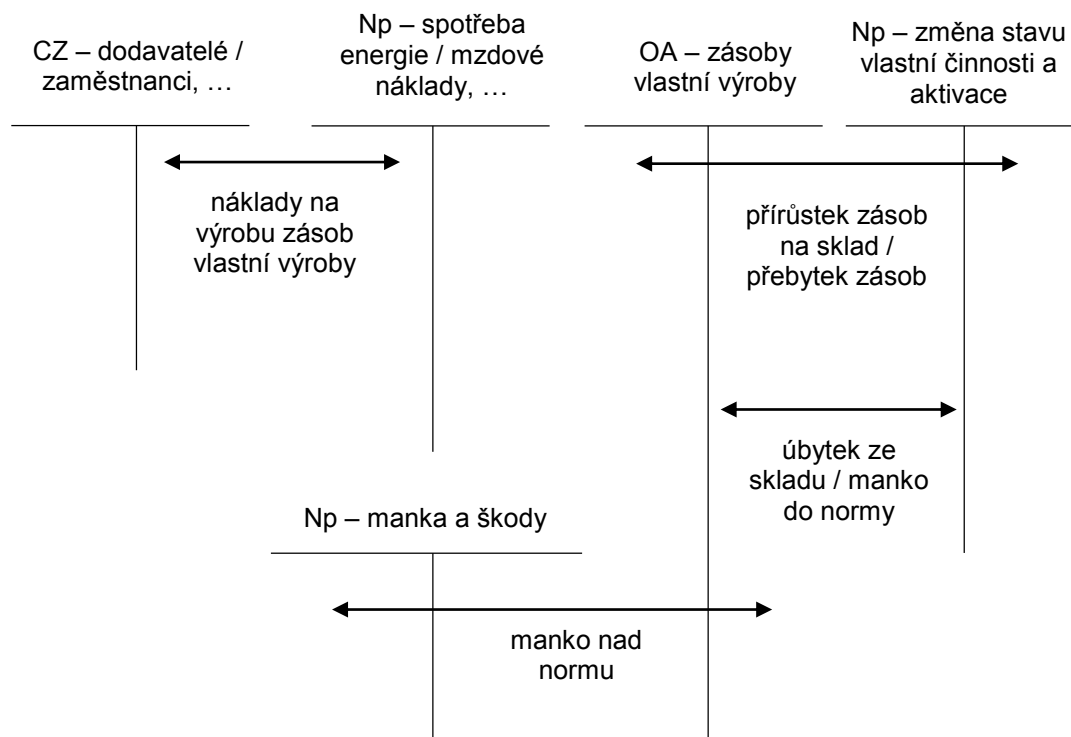 CZ – dodavatelé /
zaměstnanci, …
Np – spotřeba
energie / mzdové
náklady, …
OA – zásoby
vlastní výroby
Np – změna stavu
vlastní činnosti a
aktivace
náklady na
výrobu zásob
vlastní výroby
přírůstek zásob
na sklad /
přebytek zásob
úbytek ze
skladu / manko
do normy
Np – manka a škody
manko nad
normu